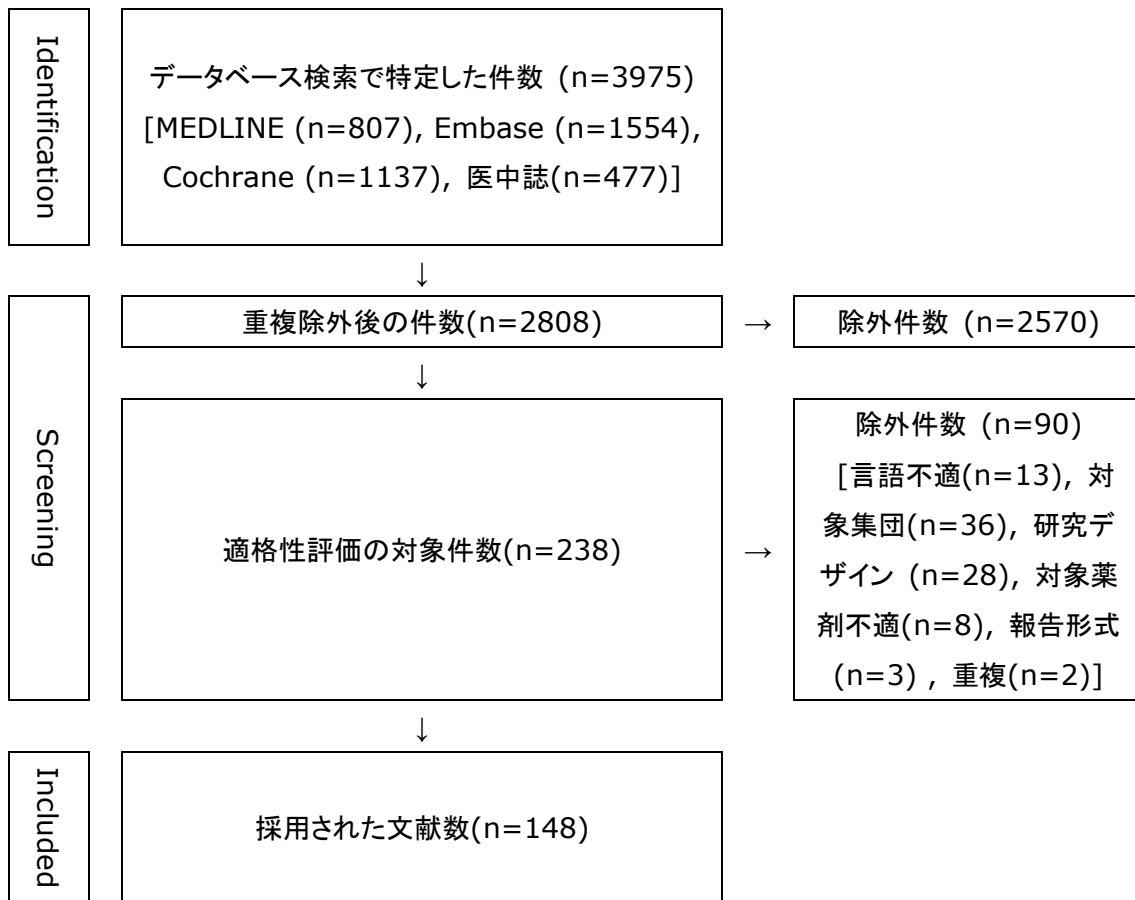 Identification
データベース検索で特定した件数 (n=3975)
[MEDLINE (n=807), Embase (n=1554),
Cochrane (n=1137), 医中誌(n=477)]
↓
Screening
重複除外後の件数(n=2808)
→
除外件数 (n=2570)
↓
適格性評価の対象件数(n=238)
→
除外件数 (n=90)
[言語不適(n=13), 対
象集団(n=36), 研究デ
ザイン (n=28), 対象薬
剤不適(n=8), 報告形式
(n=3) , 重複(n=2)]
↓
Included
採用された文献数(n=148)